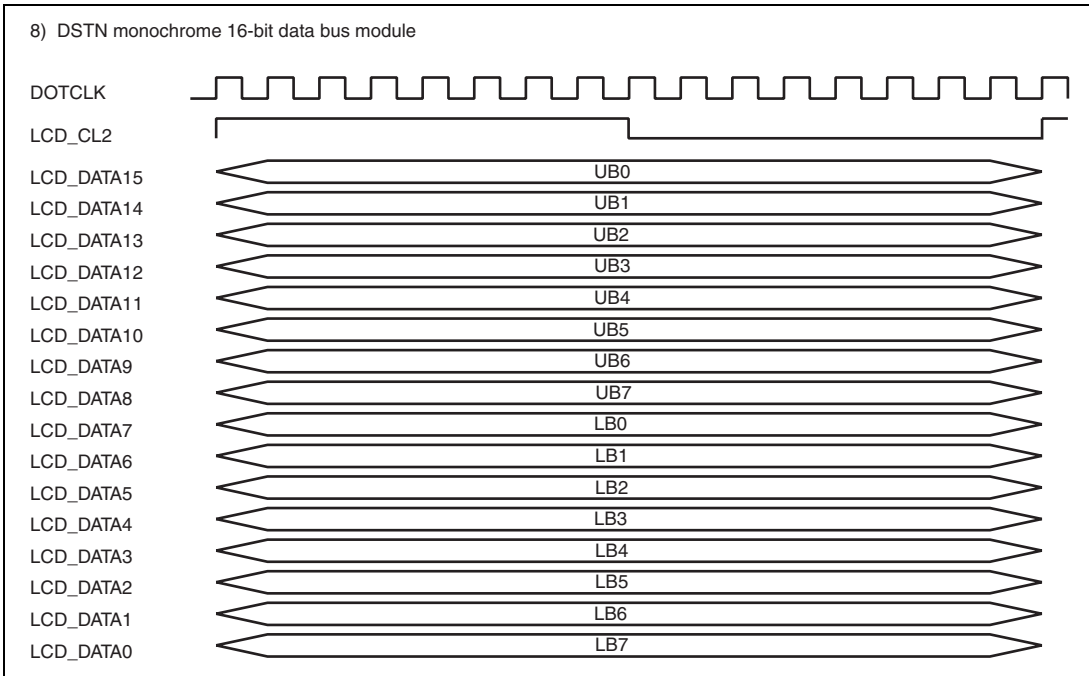 8) DSTN monochrome 16-bit data bus module
DOTCLK
LCD_CL2
LCD_DATA15 UB0
LCD_DATA14 UB1
LCD_DATA13 UB2
LCD_DATA12 UB3
LCD_DATA11 UB4
LCD_DATA10 UB5
LCD_DATA9 UB6
LCD_DATA8 UB7
LCD_DATA7 LB0
LCD_DATA6 LB1
LCD_DATA5 LB2
LCD_DATA4 LB3
LCD_DATA3 LB4
LCD_DATA2 LB5
LCD_DATA1 LB6
LCD_DATA0 LB7